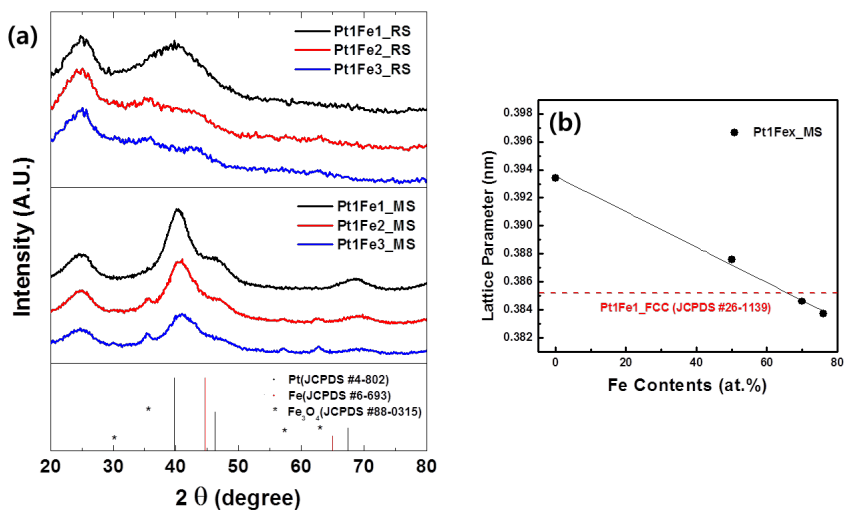 (a)
Pt1Fe1_RS
Pt1Fe2_RS
Pt1Fe3_RS
Pt1Fe1_MS
Pt1Fe2_MS
Pt1Fe3_MS
Pt(JCPDS #4-802)
Fe(JCPDS #6-693)
* Fe3O4(JCPDS #88-0315)
* * * *
20 30 40 50 60 70 80
2 θ (degree)
Intensity (A.U.)
(b)
Pt1Fex_MS
0.398
0.396
0.394
0.392
0.390
0.388
0.386
0.384
0.382
Pt1Fe1_FCC (JCPDS #26-1139)
0 20 40 60 80
Fe Contents (at.%)
Lattice Parameter (nm)